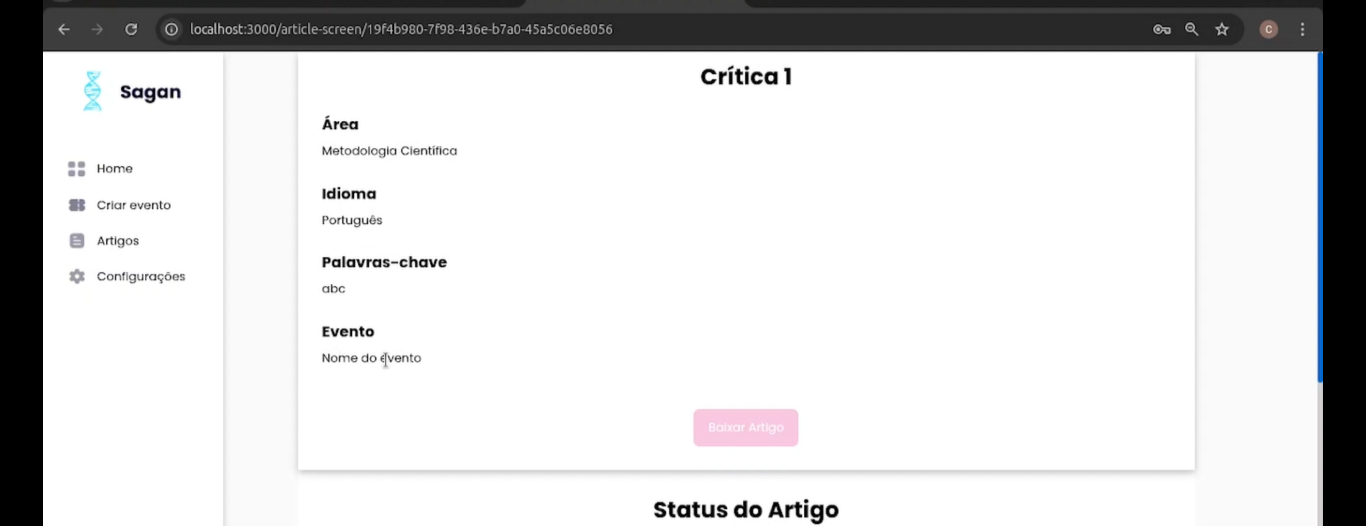 localhost:3000/article-screen/19f4b980-7f98-436e-b7a0-45a5c06e8056
C
Sagan
Home
Criar evento
Artigos
Configurações
Crítica 1
Área
Metodologia Científica
Idioma
Português
Palavras-chave
abc
Evento
Nome do evento
Baixar Artigo
Status do Artigo